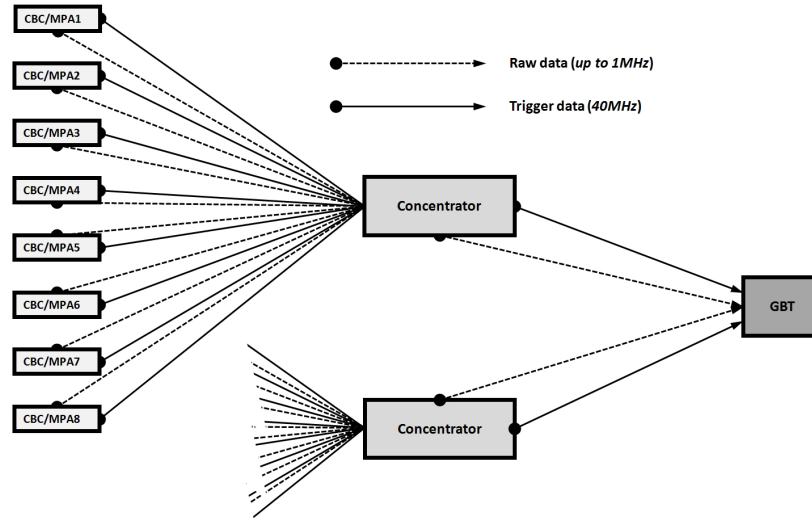 CBC/MPA1
CBC/MPA2
CBC/MPA3
CBC/MPA4
CBC/MPA5
CBC/MPA6
CBC/MPA7
CBC/MPA8
Raw data (up to 1MHz)
Trigger data (40MHz)
Concentrator
Concentrator
GBT